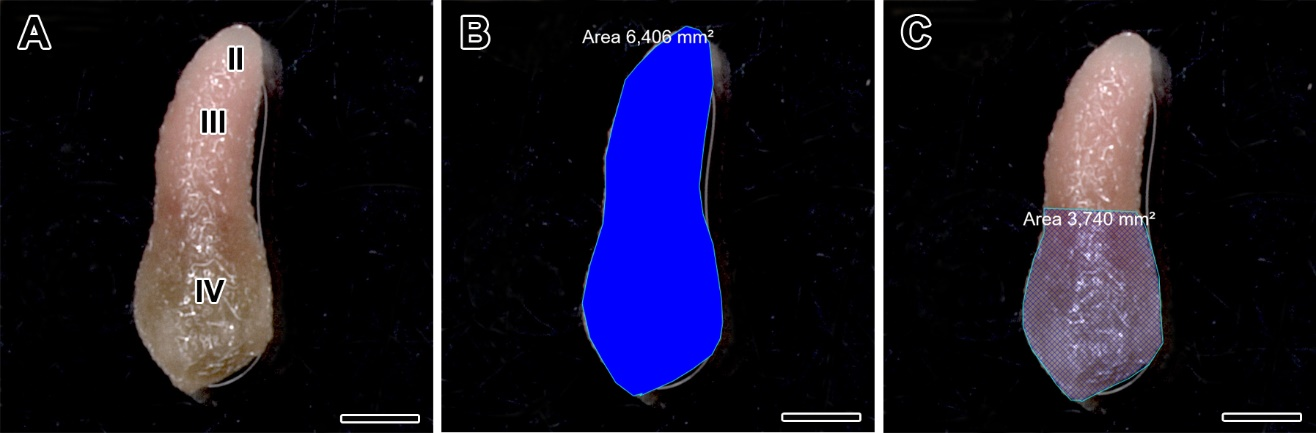 A
II
III
IV
B
Area 6,406 mm²
C
Area 3,740 mm²